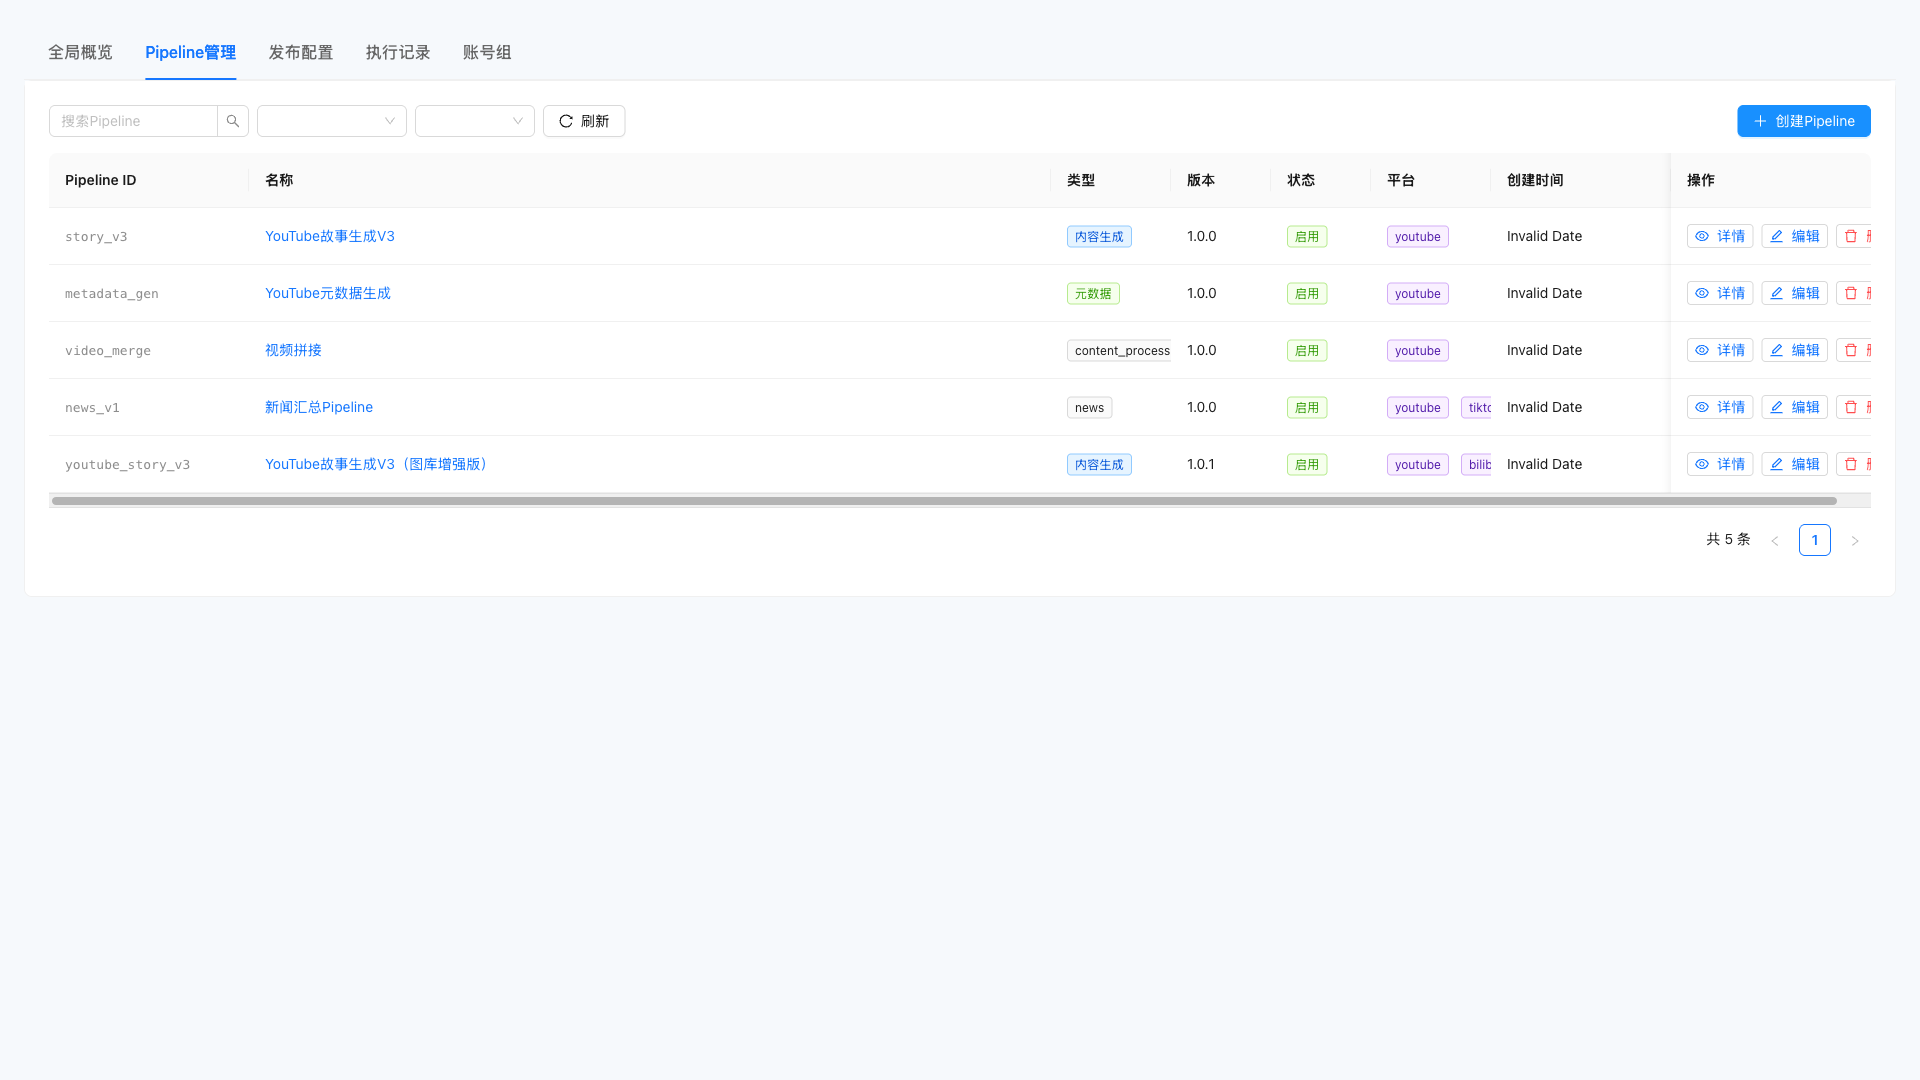 全局概览 Pipeline管理 发布配置 执行记录 账号组
搜索Pipeline 刷新 创建Pipeline
Pipeline ID 名称 类型 版本 状态 平台 创建时间 操作
story_v3 YouTube故事生成V3 内容生成 1.0.0 启用 youtube Invalid Date 详情 编辑
metadata_gen YouTube元数据生成 元数据 1.0.0 启用 youtube Invalid Date 详情 编辑
video_merge 视频拼接 content_process 1.0.0 启用 youtube Invalid Date 详情 编辑
news_v1 新闻汇总Pipeline news 1.0.0 启用 youtube Invalid Date 详情 编辑
youtube_story_v3 YouTube故事生成V3（图库增强版） 内容生成 1.0.1 启用 youtube bilib Invalid Date 详情 编辑
共 5 条 1